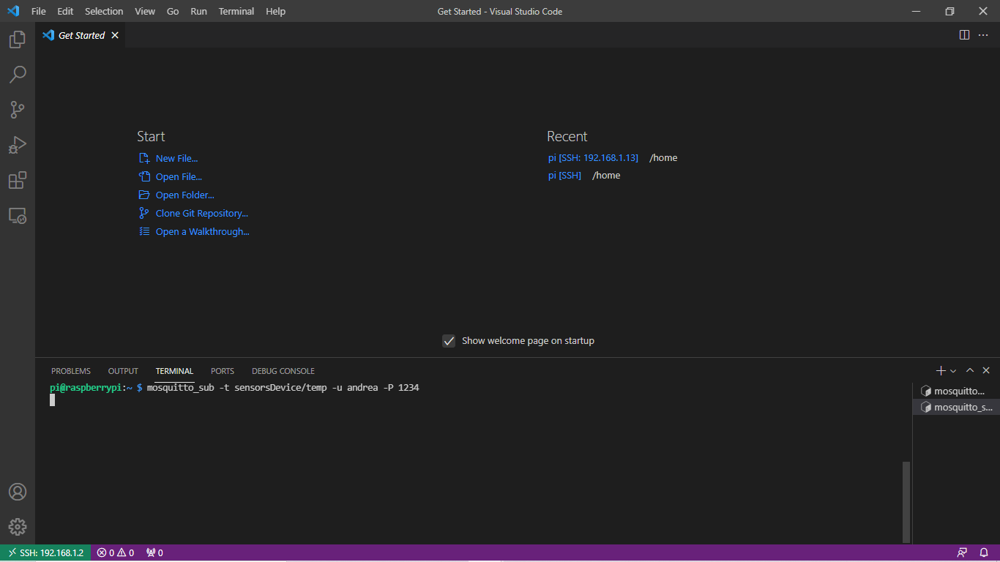 File Edit Selection View Go Run Terminal Help Get Started - Visual Studio Code
Get Started
Start
New File...
Open File...
Open Folder...
Clone Git Repository...
Open a Walkthrough...
Recent
pi [SSH: 192.168.1.13] /home
pi [SSH] /home
Show welcome page on startup
PROBLEMS OUTPUT TERMINAL PORTS DEBUG CONSOLE
pi@raspberrypi:~ $ mosquitto_sub -t sensorsDevice/temp -u andrea -P 1234
mosquitto...
mosquitto_s...
SSH: 192.168.1.2 0 0 0